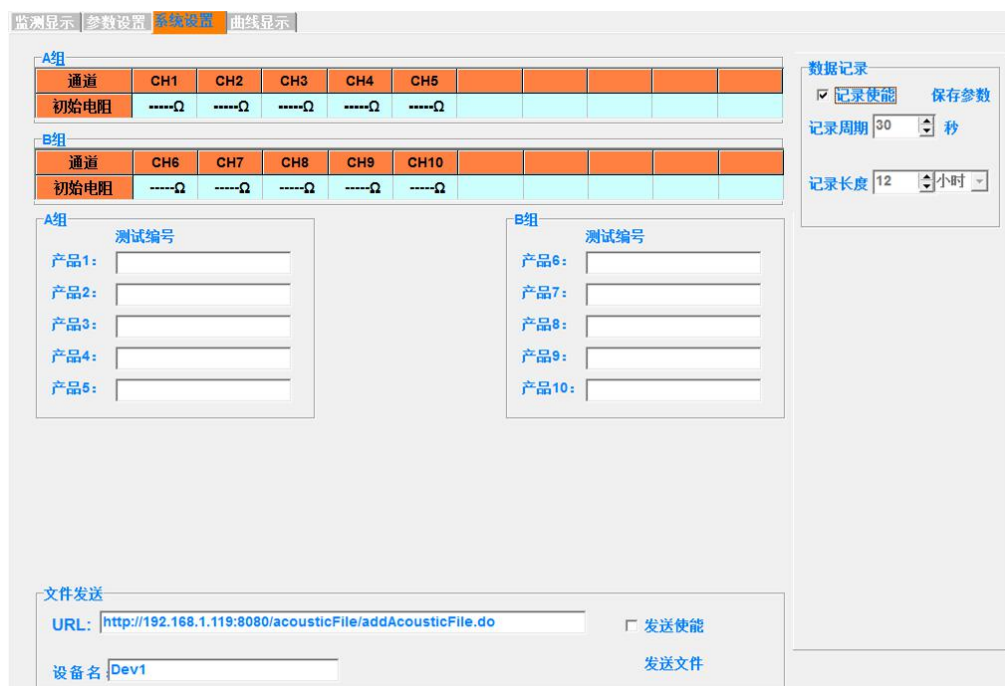 监测显示 参数设置 系统设置 曲线显示
A组
通道 CH1 CH2 CH3 CH4 CH5
初始电阻 -----Ω -----Ω -----Ω -----Ω -----Ω
B组
通道 CH6 CH7 CH8 CH9 CH10
初始电阻 -----Ω -----Ω -----Ω -----Ω -----Ω
数据记录
记录使能 保存参数
记录周期 30 秒
记录长度 12 小时
A组
测试编号
产品1：
产品2：
产品3：
产品4：
产品5：
B组
测试编号
产品6：
产品7：
产品8：
产品9：
产品10：
文件发送
URL: http://192.168.1.119:8080/acousticFile/addAcousticFile.do 发送使能
设备名： Dev1 发送文件